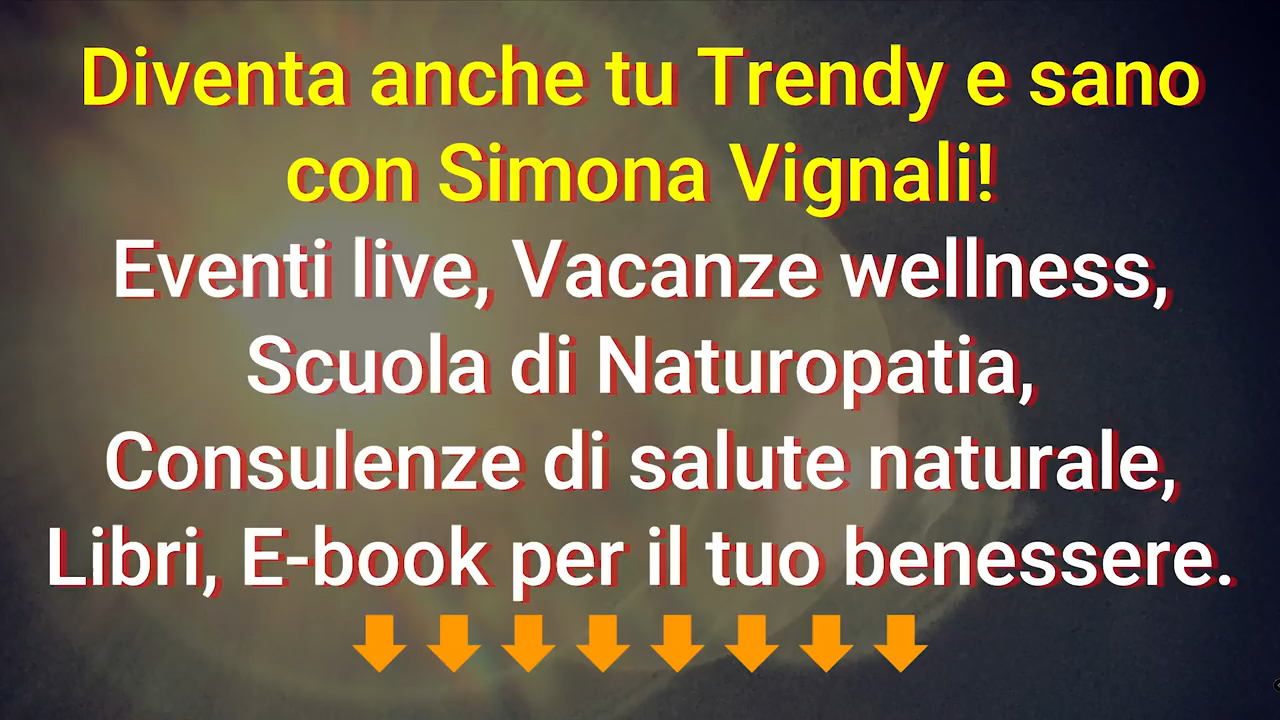 Diventa anche tu Trendy e sano
con Simona Vignali!
Eventi live, Vacanze wellness,
Scuola di Naturopatia,
Consulenze di salute naturale,
Libri, E-book per il tuo benessere.